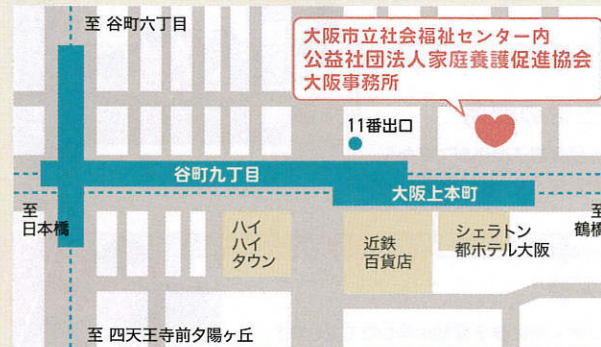 至 谷町六丁目
大阪市立社会福祉センター内
公益社団法人家庭養護促進協会
大阪事務所
11番出口
谷町九丁目
大阪上本町
至
日本橋
ハイ
ハイ
タウン
近鉄
百貨店
シェラトン
都ホテル大阪
至
鶴橋
至 四天王寺前夕陽ヶ丘